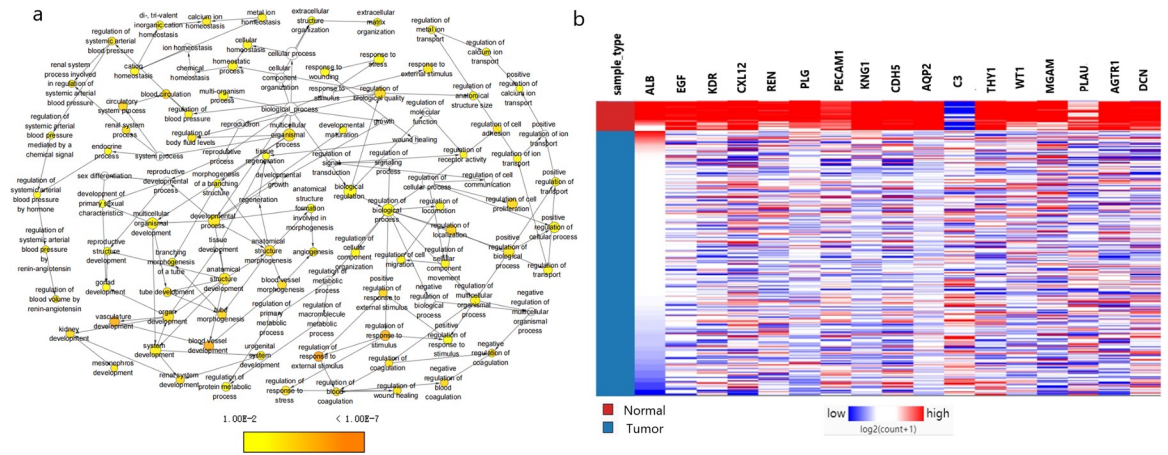 a
di-, tri-valent
inorganic cation
homeostasis
calcium ion
homeostasis
metal ion
homeostasis
extracellular
structure
organization
extracellular
matrix
organization
regulation of
metal ion
transport
regulation of
calcium ion
transport
regulation of
systemic arterial
blood pressure
ion homeostasis
cellular
homeostasis
cellular process
cation
homeostasis
chemical
homeostasis
homeostatic
process
cellular
component
organization
response to
wounding
response to
stress
response to
external stimulus
response to
stimulus
renal system
process involved
in regulation of
systemic arterial
blood pressure
positive
regulation of
calcium ion
transport
circulatory
system process
blood circulation
multi-organism
process
regulation of
biological quality
regulation of
anatomical
structure size
biological_process
regulation of
molecular
function
growth
regulation of
blood pressure
reproduction
multicellular
organismal
process
developmental
maturation
wound healing
regulation of cell
adhesion
positive
regulation of ion
transport
regulation of
systemic arterial
blood pressure
mediated by a
chemical signal
renal system
process
regulation of
body fluid levels
endocrine
process
system process
reproductive
process
tissue
regeneration
regulation of
signal
transduction
regulation of
signaling
process
regulation of
receptor activity
regulation of ion
transport
regulation of
systemic arterial
blood pressure
by hormone
sex differentiation
reproductive
developmental
process
morphogenesis
of a branching
structure
developmental
growth
biological
regulation
regulation of
cellular process
regulation of cell
communication
positive
regulation of
transport
development of
primary sexual
characteristics
regeneration
anatomical
structure
formation
involved in
morphogenesis
regulation of
biological
process
regulation of
locomotion
regulation of cell
proliferation
multicellular
organismal
development
developmental
process
regulation of
localization
positive
regulation of
cellular process
regulation of
systemic arterial
blood pressure
by
renin-angiotensin
reproductive
structure
development
branching
morphogenesis
of a tube
tissue
development
anatomical
structure
morphogenesis
angiogenesis
regulation of
cellular
component
organization
regulation of cell
migration
regulation of
cellular
component
movement
positive
regulation of
biological
process
regulation of
transport
regulation of
blood volume by
renin-angiotensin
gonad
development
tube development
anatomical
structure
development
blood vessel
morphogenesis
regulation of
metabolic
process
positive
regulation of
response to
external stimulus
negative
regulation of
biological
process
regulation of
multicellular
organismal
process
negative
regulation of
multicellular
organismal process
vasculature
development
organ
development
tube
morphogenesis
regulation of
primary
metabolic
process
regulation of
macromolecule
metabolic process
kidney
development
system
development
blood vessel
development
urogenital
system
development
regulation of
response to
external stimulus
regulation of
response to
stimulus
positive
regulation of
response to
stimulus
negative
regulation of
coagulation
mesonephros
development
renal system
development
regulation of
protein metabolic
process
regulation of
response to
stress
regulation of
blood
coagulation
regulation of
coagulation
regulation of
wound healing
negative
regulation of
blood
coagulation
1.00E-2 < 1.00E-7
b
sample_type ALB EGF KDR CXL12 REN PLG PECAM1 KNG1 CDH5 AQP2 C3 THY1 WT1 MGAM PLAU AGTR1 DCN
Normal
Tumor
low high
log2(count+1)